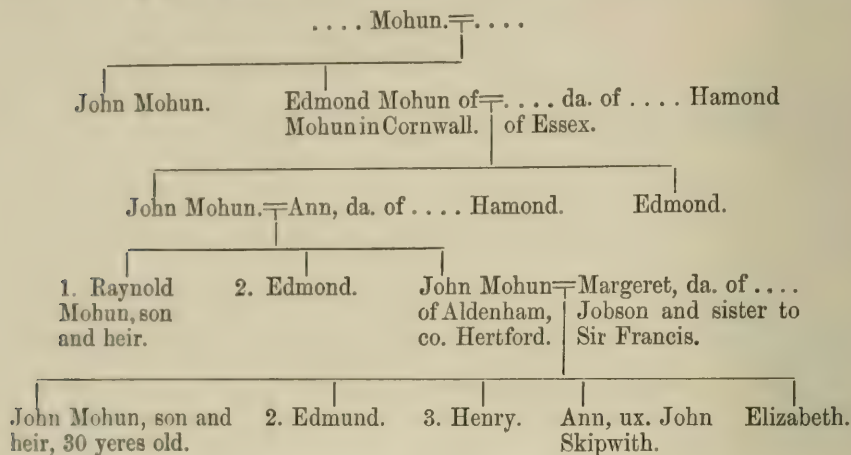 . . . . Mohun.=. . . .
John Mohun. Edmond Mohun of=. . . . da. of . . . . Hamond
Mohun in Cornwall. of Essex.
John Mohun.=Ann, da. of . . . . Hamond. Edmond.
1. Raynold 2. Edmond. John Mohun=Margeret, da. of . . . .
Mohun, son of Aldenham, Jobson and sister to
and heir. co. Hertford. Sir Francis.
John Mohun, son and 2. Edmund. 3. Henry. Ann, ux. John Elizabeth.
heir, 30 yeres old. Skipwith.